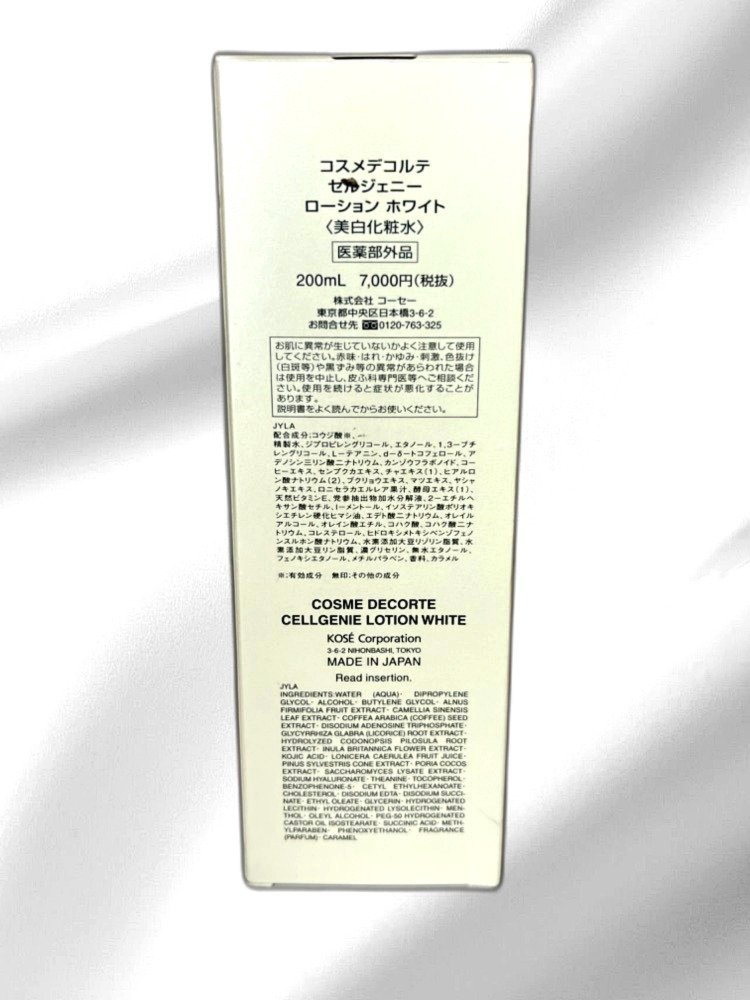 コスメデコルテ
セルジェニー
ローション ホワイト
〈美白化粧水〉
医薬部外品
200mL 7,000円(税抜)
株式会社 コーセー
東京都中央区日本橋3-6-2
お問合せ先 0120-763-325
お肌に異常が生じていないかよく注意して使用
してください。赤味・はれ・かゆみ・刺激、色抜け
(白斑等)や黒ずみ等の異常があらわれた場合
は使用を中止し、皮ふ科専門医等へご相談くだ
さい。使用を続けると症状が悪化することが
あります。
説明書をよく読んでからお使いください。
JYLA
配合成分:コウジ酸※、--
精製水、ジプロピレングリコール、エタノール、1,3-ブチ
レングリコール、L-テアニン、d-δ-トコフェロール、ア
デノシン三リン酸二ナトリウム、カンゾウフラボノイド、コー
ヒーエキス、センプクカエキス、チャエキス(1)、ヒアルロ
ン酸ナトリウム(2)、ブクリョウエキス、マツエキス、ヤシャ
ノキエキス、ロニセラカエルレア果汁、酵母エキス(1)、
天然ビタミンE、党参抽出物加水分解液、2-エチルヘ
キサン酸セチル、l-メントール、イソステアリン酸ポリオキ
シエチレン硬化ヒマシ油、エデト酸二ナトリウム、オレイル
アルコール、オレイン酸エチル、コハク酸、コハク酸二ナ
トリウム、コレステロール、ヒドロキシメトキシベンゾフェノ
ンスルホン酸ナトリウム、水素添加大豆リゾリン脂質、水
素添加大豆リン脂質、濃グリセリン、無水エタノール、
フェノキシエタノール、メチルパラベン、香料、カラメル
※:有効成分 無印:その他の成分
COSME DECORTE
CELLGENIE LOTION WHITE
KOSÉ Corporation
3-6-2 NIHONBASHI, TOKYO
MADE IN JAPAN
Read insertion.
JYLA
INGREDIENTS:WATER (AQUA)· DIPROPYLENE
GLYCOL· ALCOHOL· BUTYLENE GLYCOL· ALNUS
FIRMIFOLIA FRUIT EXTRACT· CAMELLIA SINENSIS
LEAF EXTRACT· COFFEA ARABICA (COFFEE) SEED
EXTRACT· DISODIUM ADENOSINE TRIPHOSPHATE·
GLYCYRRHIZA GLABRA (LICORICE) ROOT EXTRACT·
HYDROLYZED CODONOPSIS PILOSULA ROOT
EXTRACT· INULA BRITANNICA FLOWER EXTRACT·
KOJIC ACID· LONICERA CAERULEA FRUIT JUICE·
PINUS SYLVESTRIS CONE EXTRACT· PORIA COCOS
EXTRACT· SACCHAROMYCES LYSATE EXTRACT·
SODIUM HYALURONATE· THEANINE· TOCOPHEROL·
BENZOPHENONE-5· CETYL ETHYLHEXANOATE·
CHOLESTEROL· DISODIUM EDTA· DISODIUM SUCCI-
NATE· ETHYL OLEATE· GLYCERIN· HYDROGENATED
LECITHIN· HYDROGENATED LYSOLECITHIN· MEN-
THOL· OLEYL ALCOHOL· PEG-50 HYDROGENATED
CASTOR OIL ISOSTEARATE· SUCCINIC ACID· METH-
YLPARABEN· PHENOXYETHANOL· FRAGRANCE
(PARFUM)· CARAMEL